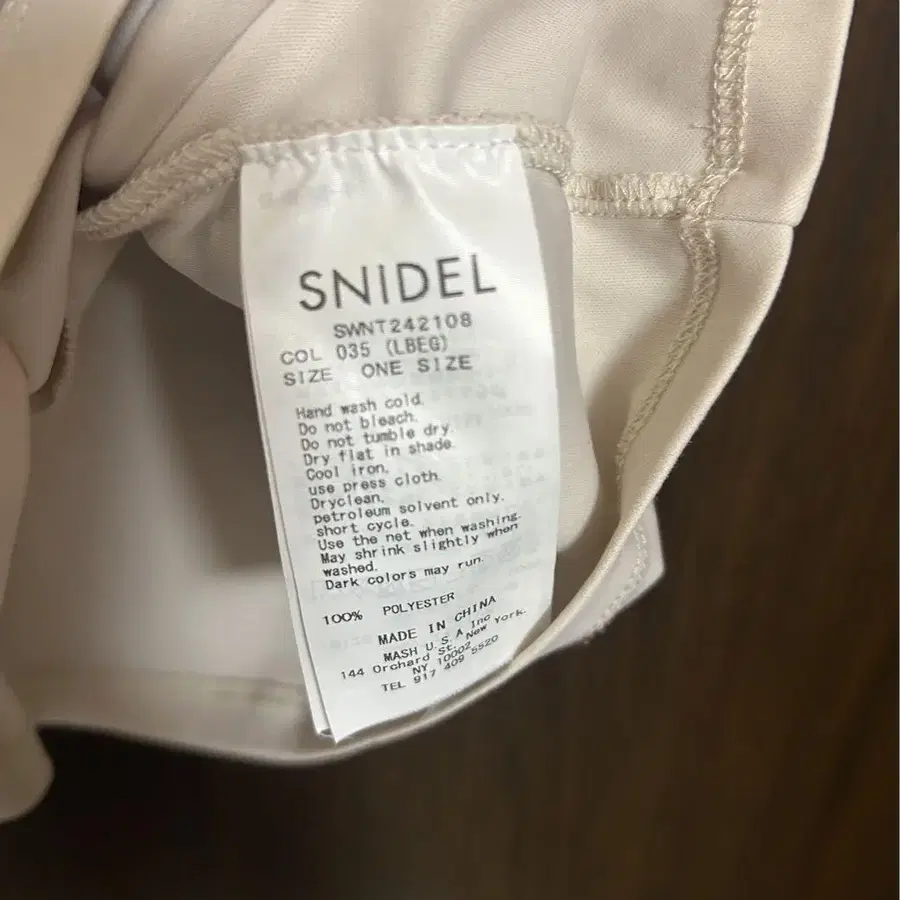 SNIDEL
SWNT242108
COL 035 (LBEG)
SIZE ONE SIZE
Hand wash cold.
Do not bleach.
Do not tumble dry.
Dry flat in shade.
Cool iron.
use press cloth.
Dryclean.
petroleum solvent only.
short cycle.
Use the net when washing.
May shrink slightly when
washed.
Dark colors may run.
100% POLYESTER
MADE IN CHINA
MASH U.S.A Inc
144 Orchard St. New York.
NY 10002
TEL 917 409 5520